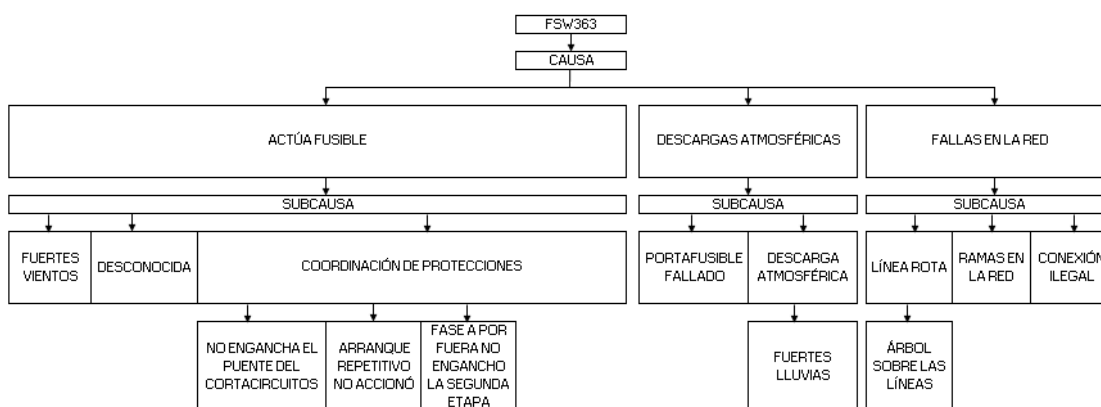 FSW363
CAUSA
ACTÚA FUSIBLE
DESCARGAS ATMOSFÉRICAS
FALLAS EN LA RED
SUBCAUSA
SUBCAUSA
SUBCAUSA
FUERTES
VIENTOS
DESCONOCIDA
COORDINACIÓN DE PROTECCIONES
PORTAFUSIBLE
FALLADO
DESCARGA
ATMOSFÉRICA
LÍNEA ROTA
RAMAS EN
LA RED
CONEXIÓN
ILEGAL
NO ENGANCHA EL
PUENTE DEL
CORTACIRCUITOS
ARRANQUE
REPETITIVO
NO ACCIONÓ
FASE A POR
FUERA NO
ENGANCHO
LA SEGUNDA
ETAPA
FUERTES
LLUVIAS
ÁRBOL
SOBRE LAS
LÍNEAS